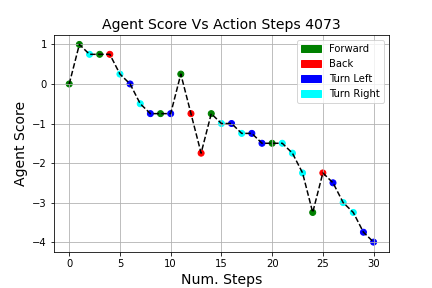 Agent Score Vs Action Steps 4073
Agent Score
1
0
−1
−2
−3
−4
Forward
Back
Turn Left
Turn Right
0 5 10 15 20 25 30
Num. Steps